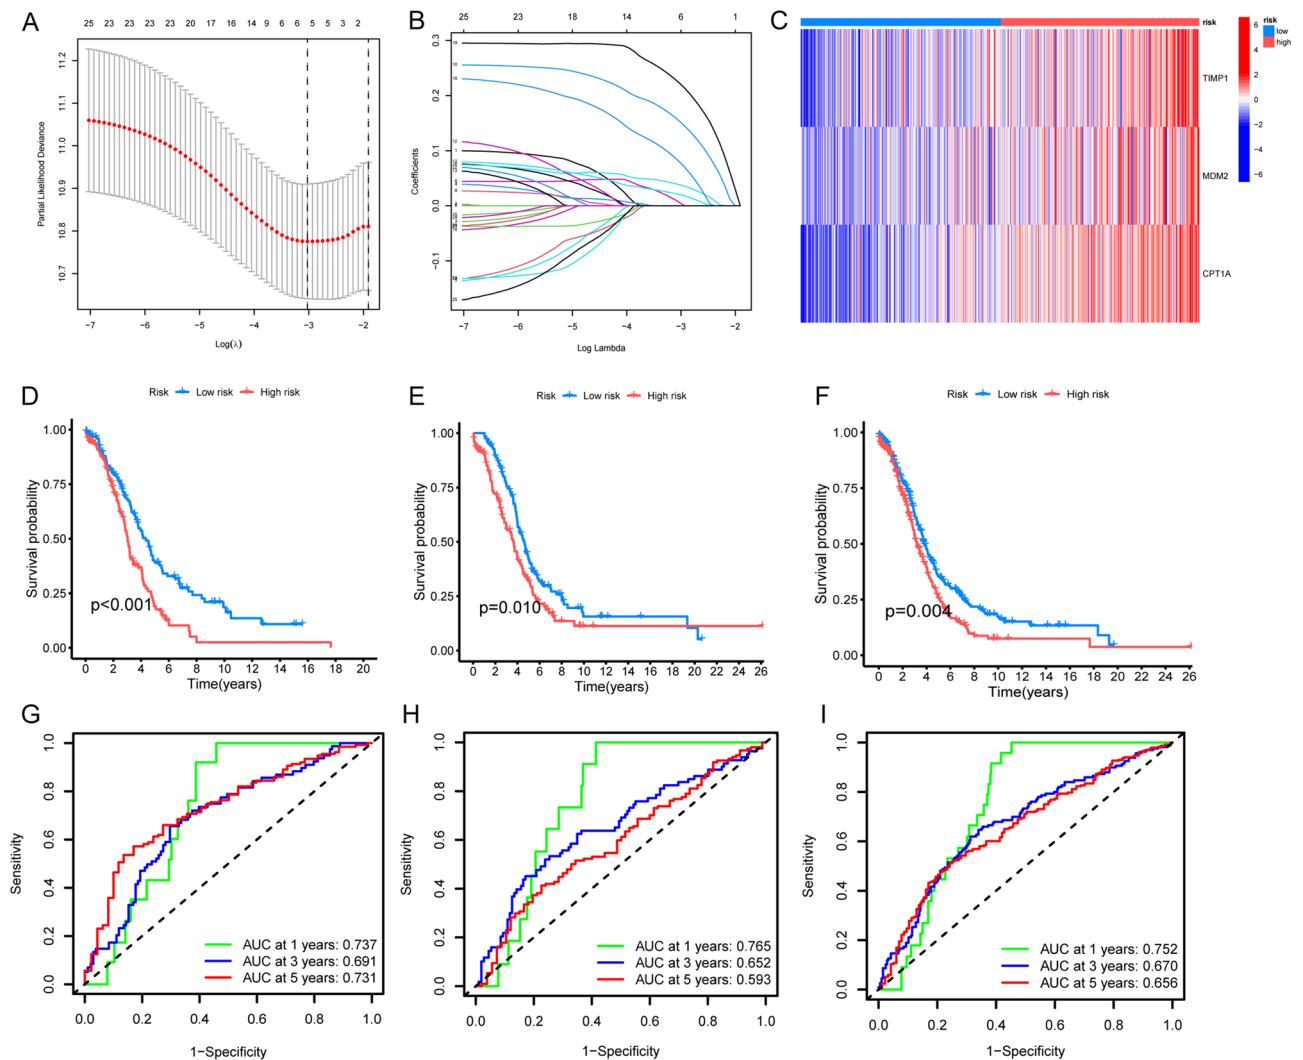 A
25 23 23 23 23 20 17 16 9 6 6 5 5 3 2
Partial Likelihood Deviance
11.2
11.1
11.0
10.9
10.8
10.7
−7 −6 −5 −4 −3 −2
Log(λ)
B
25 23 18 14 6 1
Coefficients
0.3
0.2
0.1
0.0
−0.1
−7 −6 −5 −4 −3 −2
Log Lambda
C
risk
TIMP1
MDM2
CPT1A
6
4
2
0
−2
−4
−6
risk
low
high
D
Risk Low risk High risk
Survival probability
1.00
0.75
0.50
0.25
0.00
p<0.001
0 2 4 6 8 10 12 14 16 18 20
Time(years)
E
Risk Low risk High risk
Survival probability
1.00
0.75
0.50
0.25
0.00
p=0.010
0 2 4 6 8 10 12 14 16 18 20 22 24 26
Time(years)
F
Risk Low risk High risk
Survival probability
1.00
0.75
0.50
0.25
0.00
p=0.004
0 2 4 6 8 10 12 14 16 18 20 22 24 26
Time(years)
G
Sensitivity
1.0
0.8
0.6
0.4
0.2
0.0
AUC at 1 years: 0.737
AUC at 3 years: 0.691
AUC at 5 years: 0.731
0.0 0.2 0.4 0.6 0.8 1.0
1−Specificity
H
Sensitivity
1.0
0.8
0.6
0.4
0.2
0.0
AUC at 1 years: 0.765
AUC at 3 years: 0.652
AUC at 5 years: 0.593
0.0 0.2 0.4 0.6 0.8 1.0
1−Specificity
I
Sensitivity
1.0
0.8
0.6
0.4
0.2
0.0
AUC at 1 years: 0.752
AUC at 3 years: 0.670
AUC at 5 years: 0.656
0.0 0.2 0.4 0.6 0.8 1.0
1−Specificity